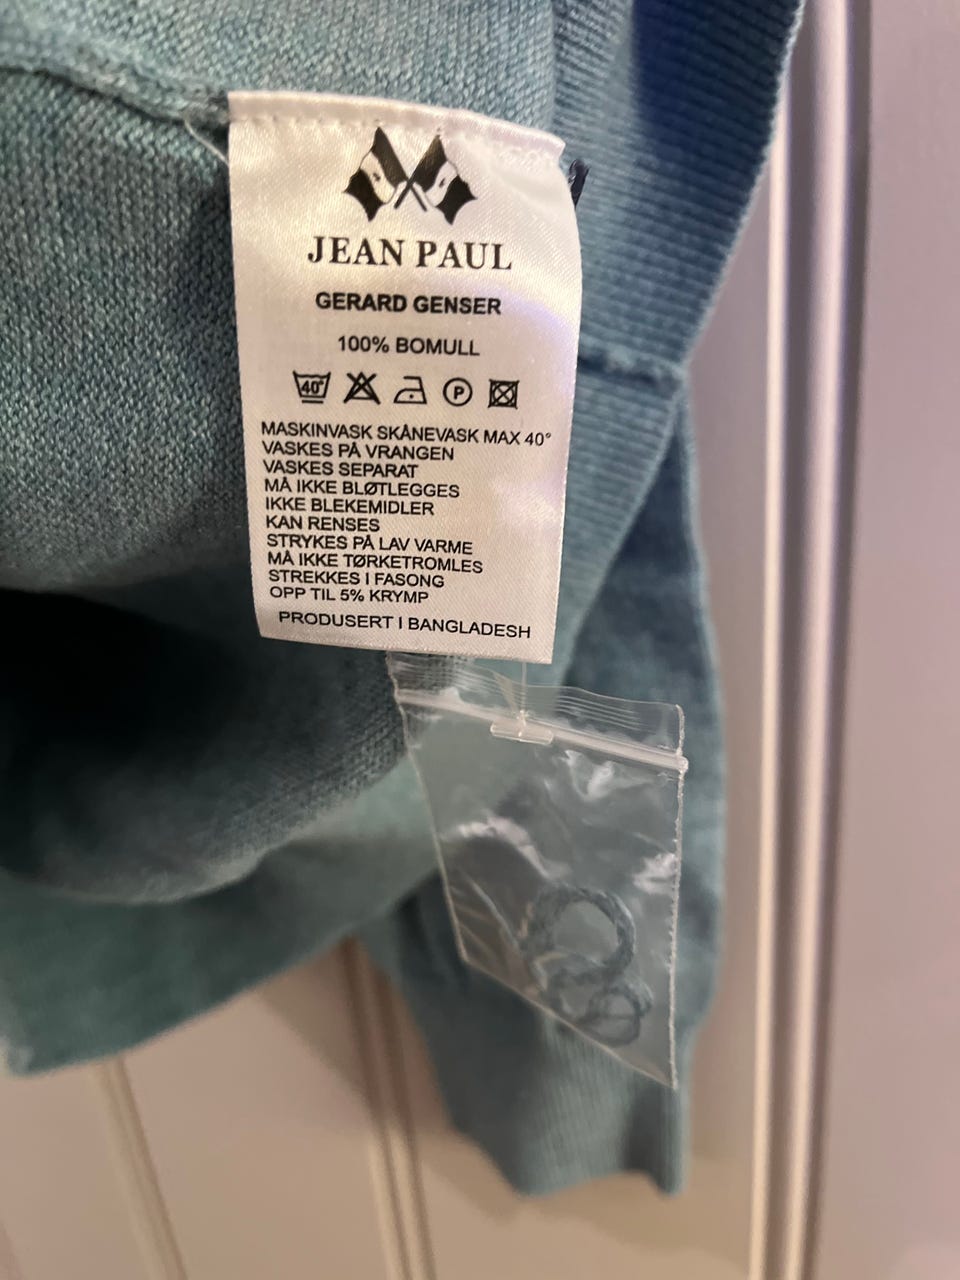 JEAN PAUL
GERARD GENSER
100% BOMULL
40°
P
MASKINVASK SKÅNEVASK MAX 40°
VASKES PÅ VRANGEN
VASKES SEPARAT
MÅ IKKE BLØTLEGGES
IKKE BLEKEMIDLER
KAN RENSES
STRYKES PÅ LAV VARME
MÅ IKKE TØRKETROMLES
STREKKES I FASONG
OPP TIL 5% KRYMP
PRODUSERT I BANGLADESH